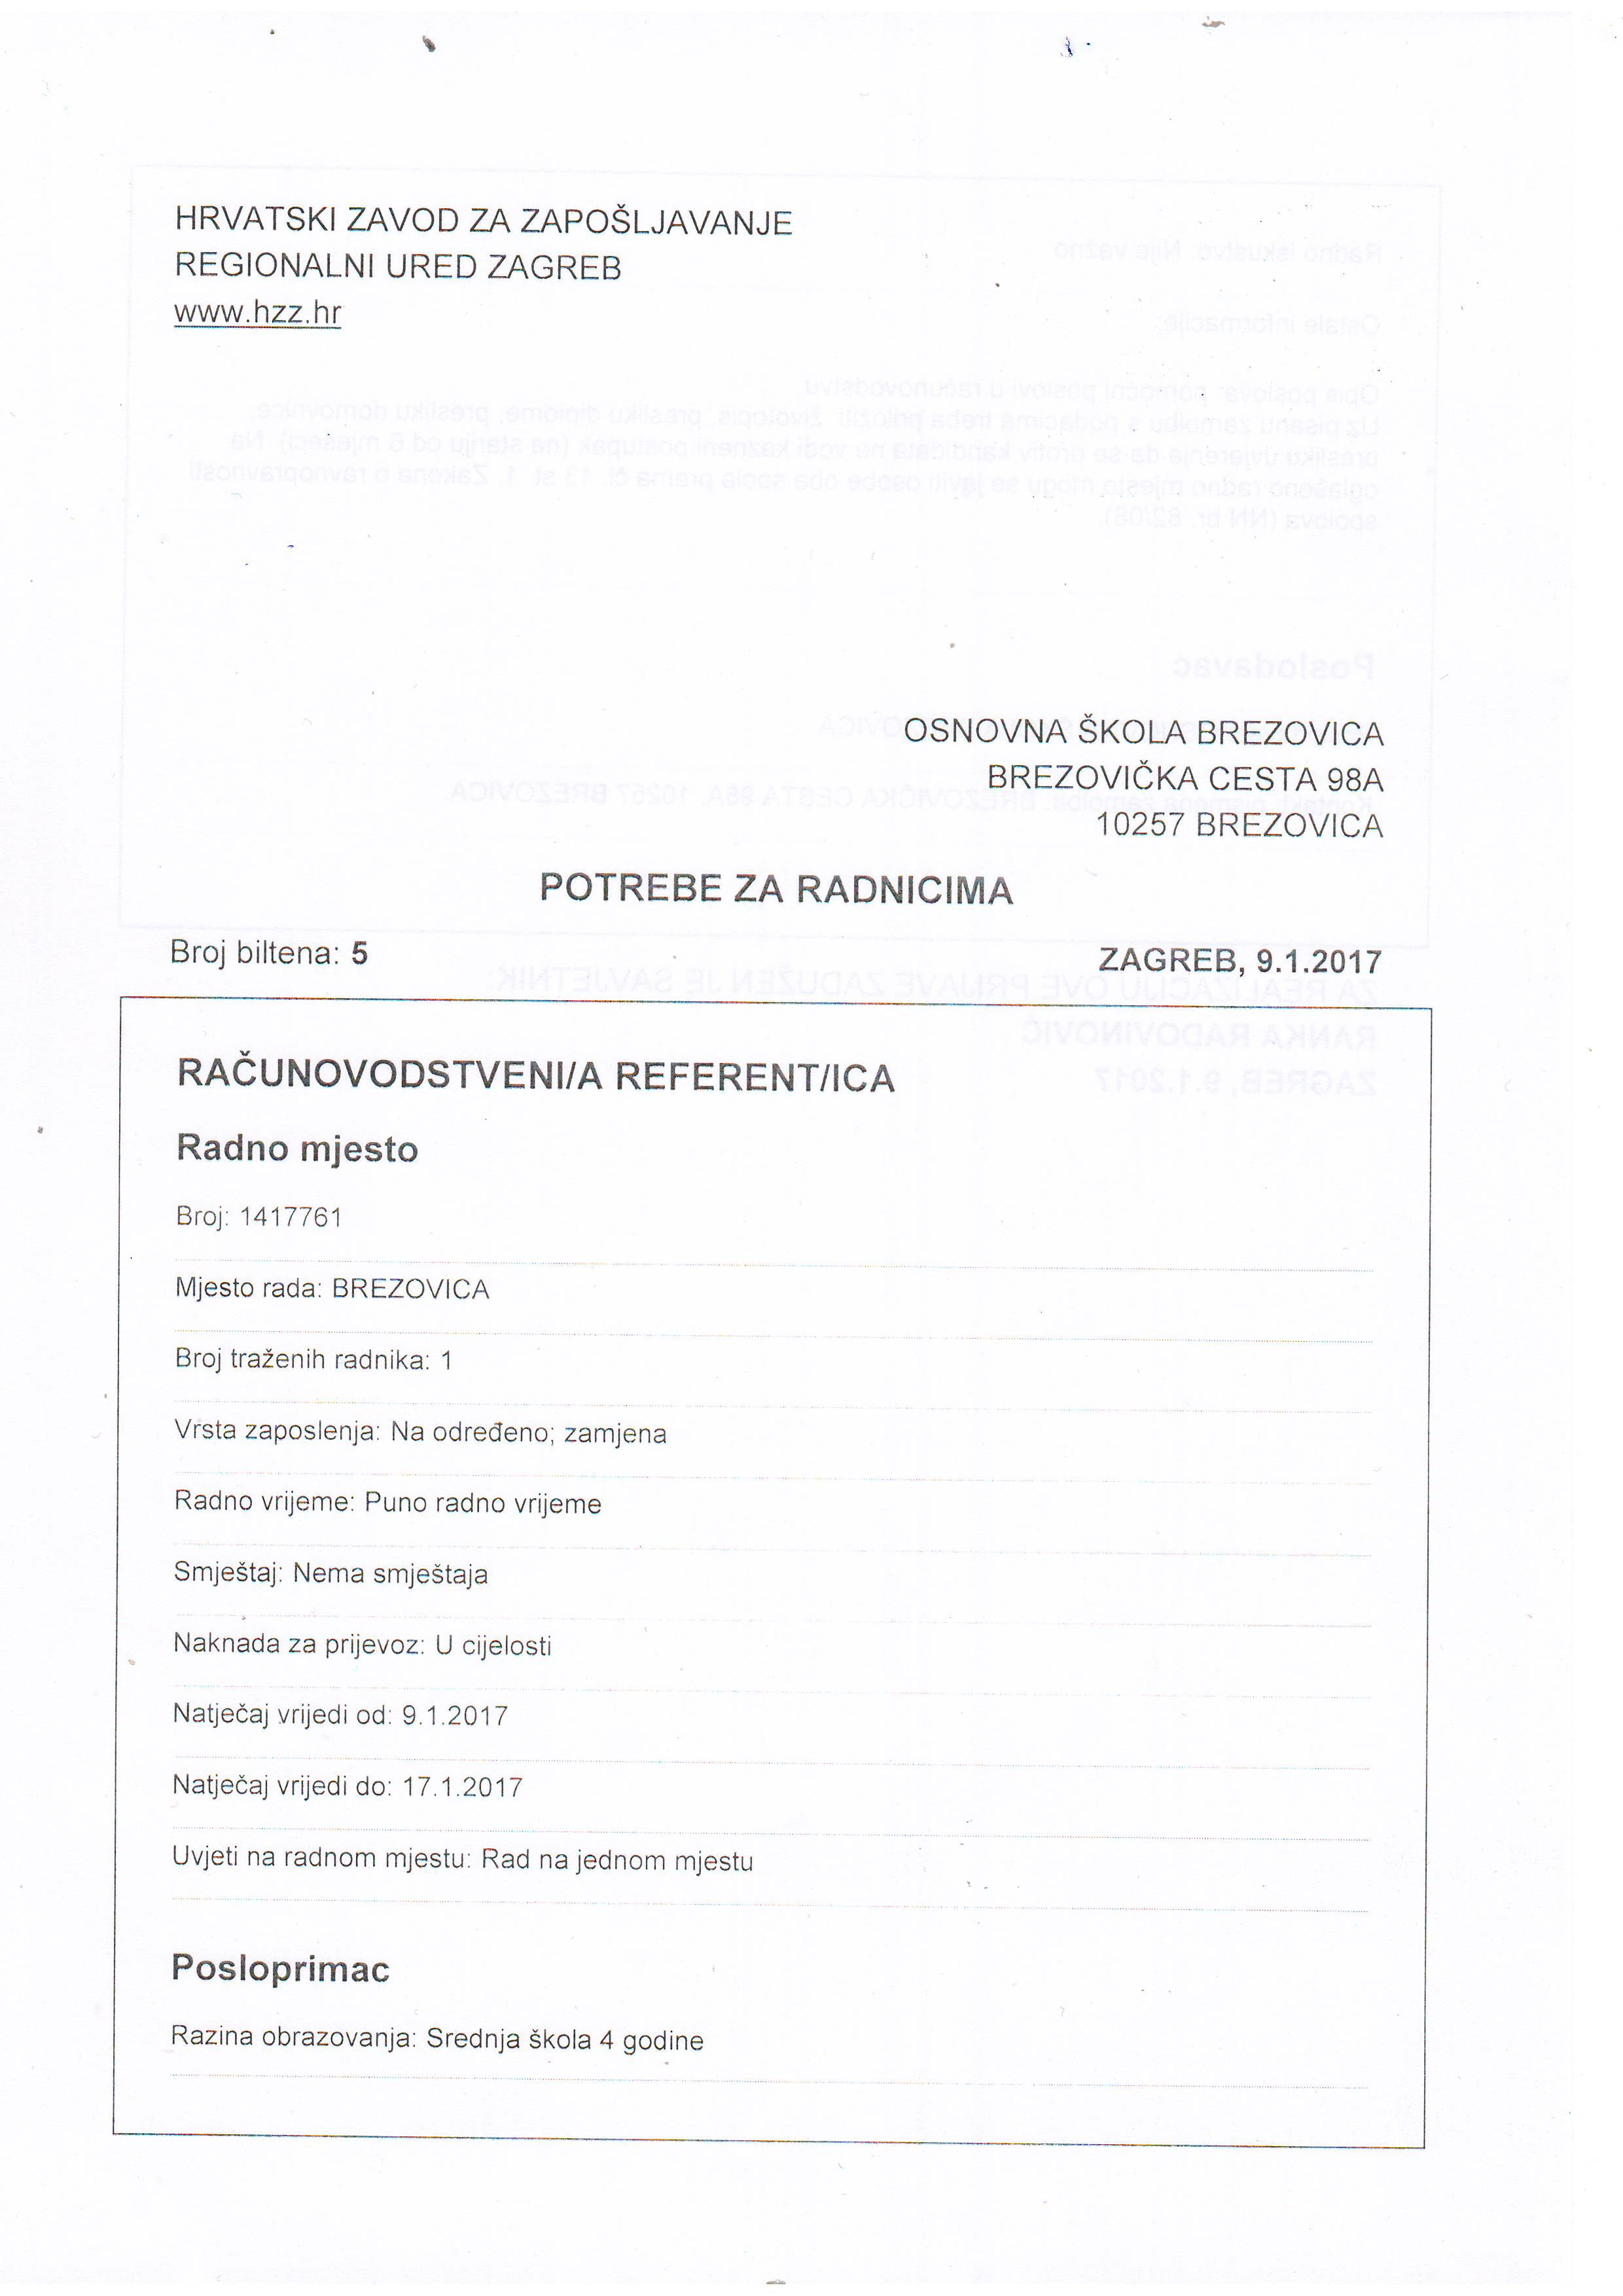 HRVATSKI ZAVOD ZA ZAPOŠLJAVANJE
REGIONALNI URED ZAGREB
www.hzz.hr
OSNOVNA ŠKOLA BREZOVICA
BREZOVIČKA CESTA 98A
10257 BREZOVICA
POTREBE ZA RADNICIMA
Broj biltena: 5
ZAGREB, 9.1.2017
RAČUNOVODSTVENI/A REFERENT/ICA
Radno mjesto
Broj: 1417761
Mjesto rada: BREZOVICA
Broj traženih radnika: 1
Vrsta zaposlenja: Na određeno; zamjena
Radno vrijeme: Puno radno vrijeme
Smještaj: Nema smještaja
Naknada za prijevoz: U cijelosti
Natječaj vrijedi od: 9.1.2017
Natječaj vrijedi do: 17.1.2017
Uvjeti na radnom mjestu: Rad na jednom mjestu
Posloprimac
Razina obrazovanja: Srednja škola 4 godine